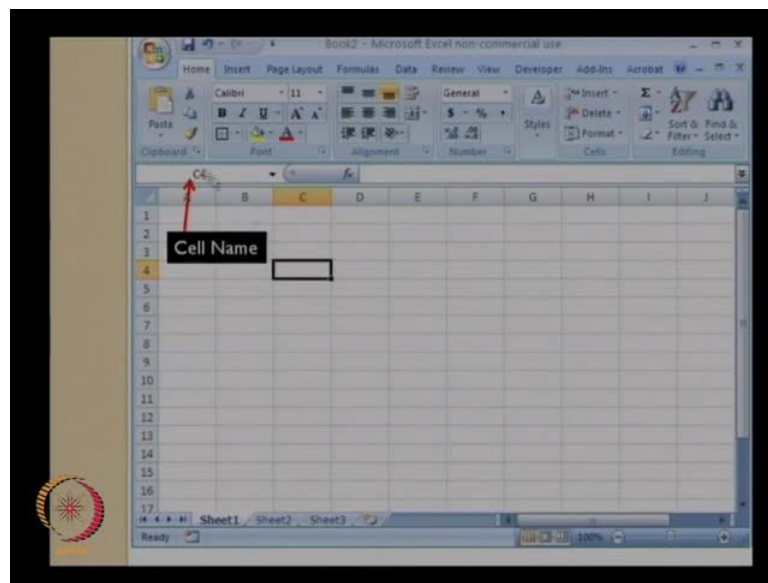 Book2 - Microsoft Excel non-commercial use
Home Insert Page Layout Formulas Data Review View Developer Add-Ins Acrobat
Calibri 11 General Insert Σ
Paste B I U A A $ % , Styles Delete Sort & Filter Find & Select
Format
Clipboard Font Alignment Number Cells Editing
C4 fx
A B C D E F G H I J
1
2
3
Cell Name
4
5
6
7
8
9
10
11
12
13
14
15
16
17
Sheet1 Sheet2 Sheet3
Ready 100%